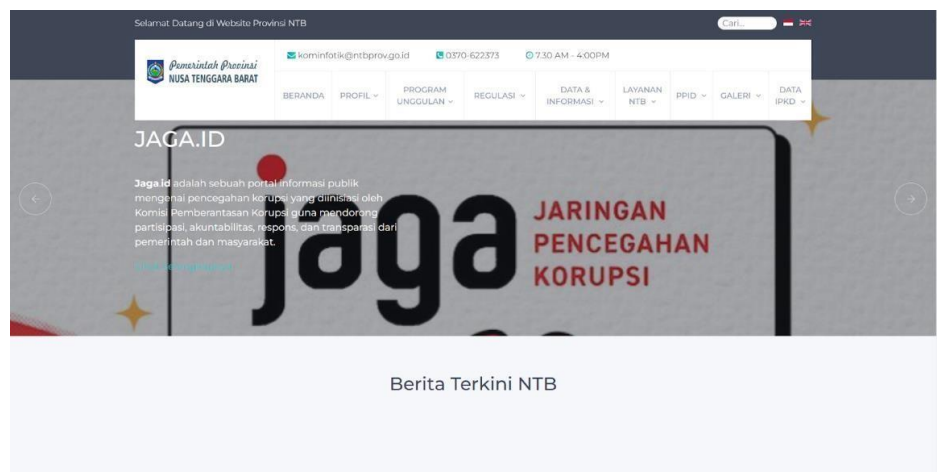 Selamat Datang di Website Provinsi NTB
Cari...
Pemerintah Provinsi
NUSA TENGGARA BARAT
kominfotik@ntbprov.go.id
0370-622373
7.30 AM - 4:00PM
BERANDA
PROFIL
PROGRAM
UNGGULAN
REGULASI
DATA &
INFORMASI
LAYANAN
NTB
PPID
GALERI
DATA
IPKD
JAGA.ID
Jaga.id adalah sebuah portal informasi publik
mengenai pencegahan korupsi yang diinisiasi oleh
Komisi Pemberantasan Korupsi guna mendorong
partisipasi, akuntabilitas, respons, dan transparasi dari
pemerintah dan masyarakat.
jaga
JARINGAN
PENCEGAHAN
KORUPSI
Berita Terkini NTB